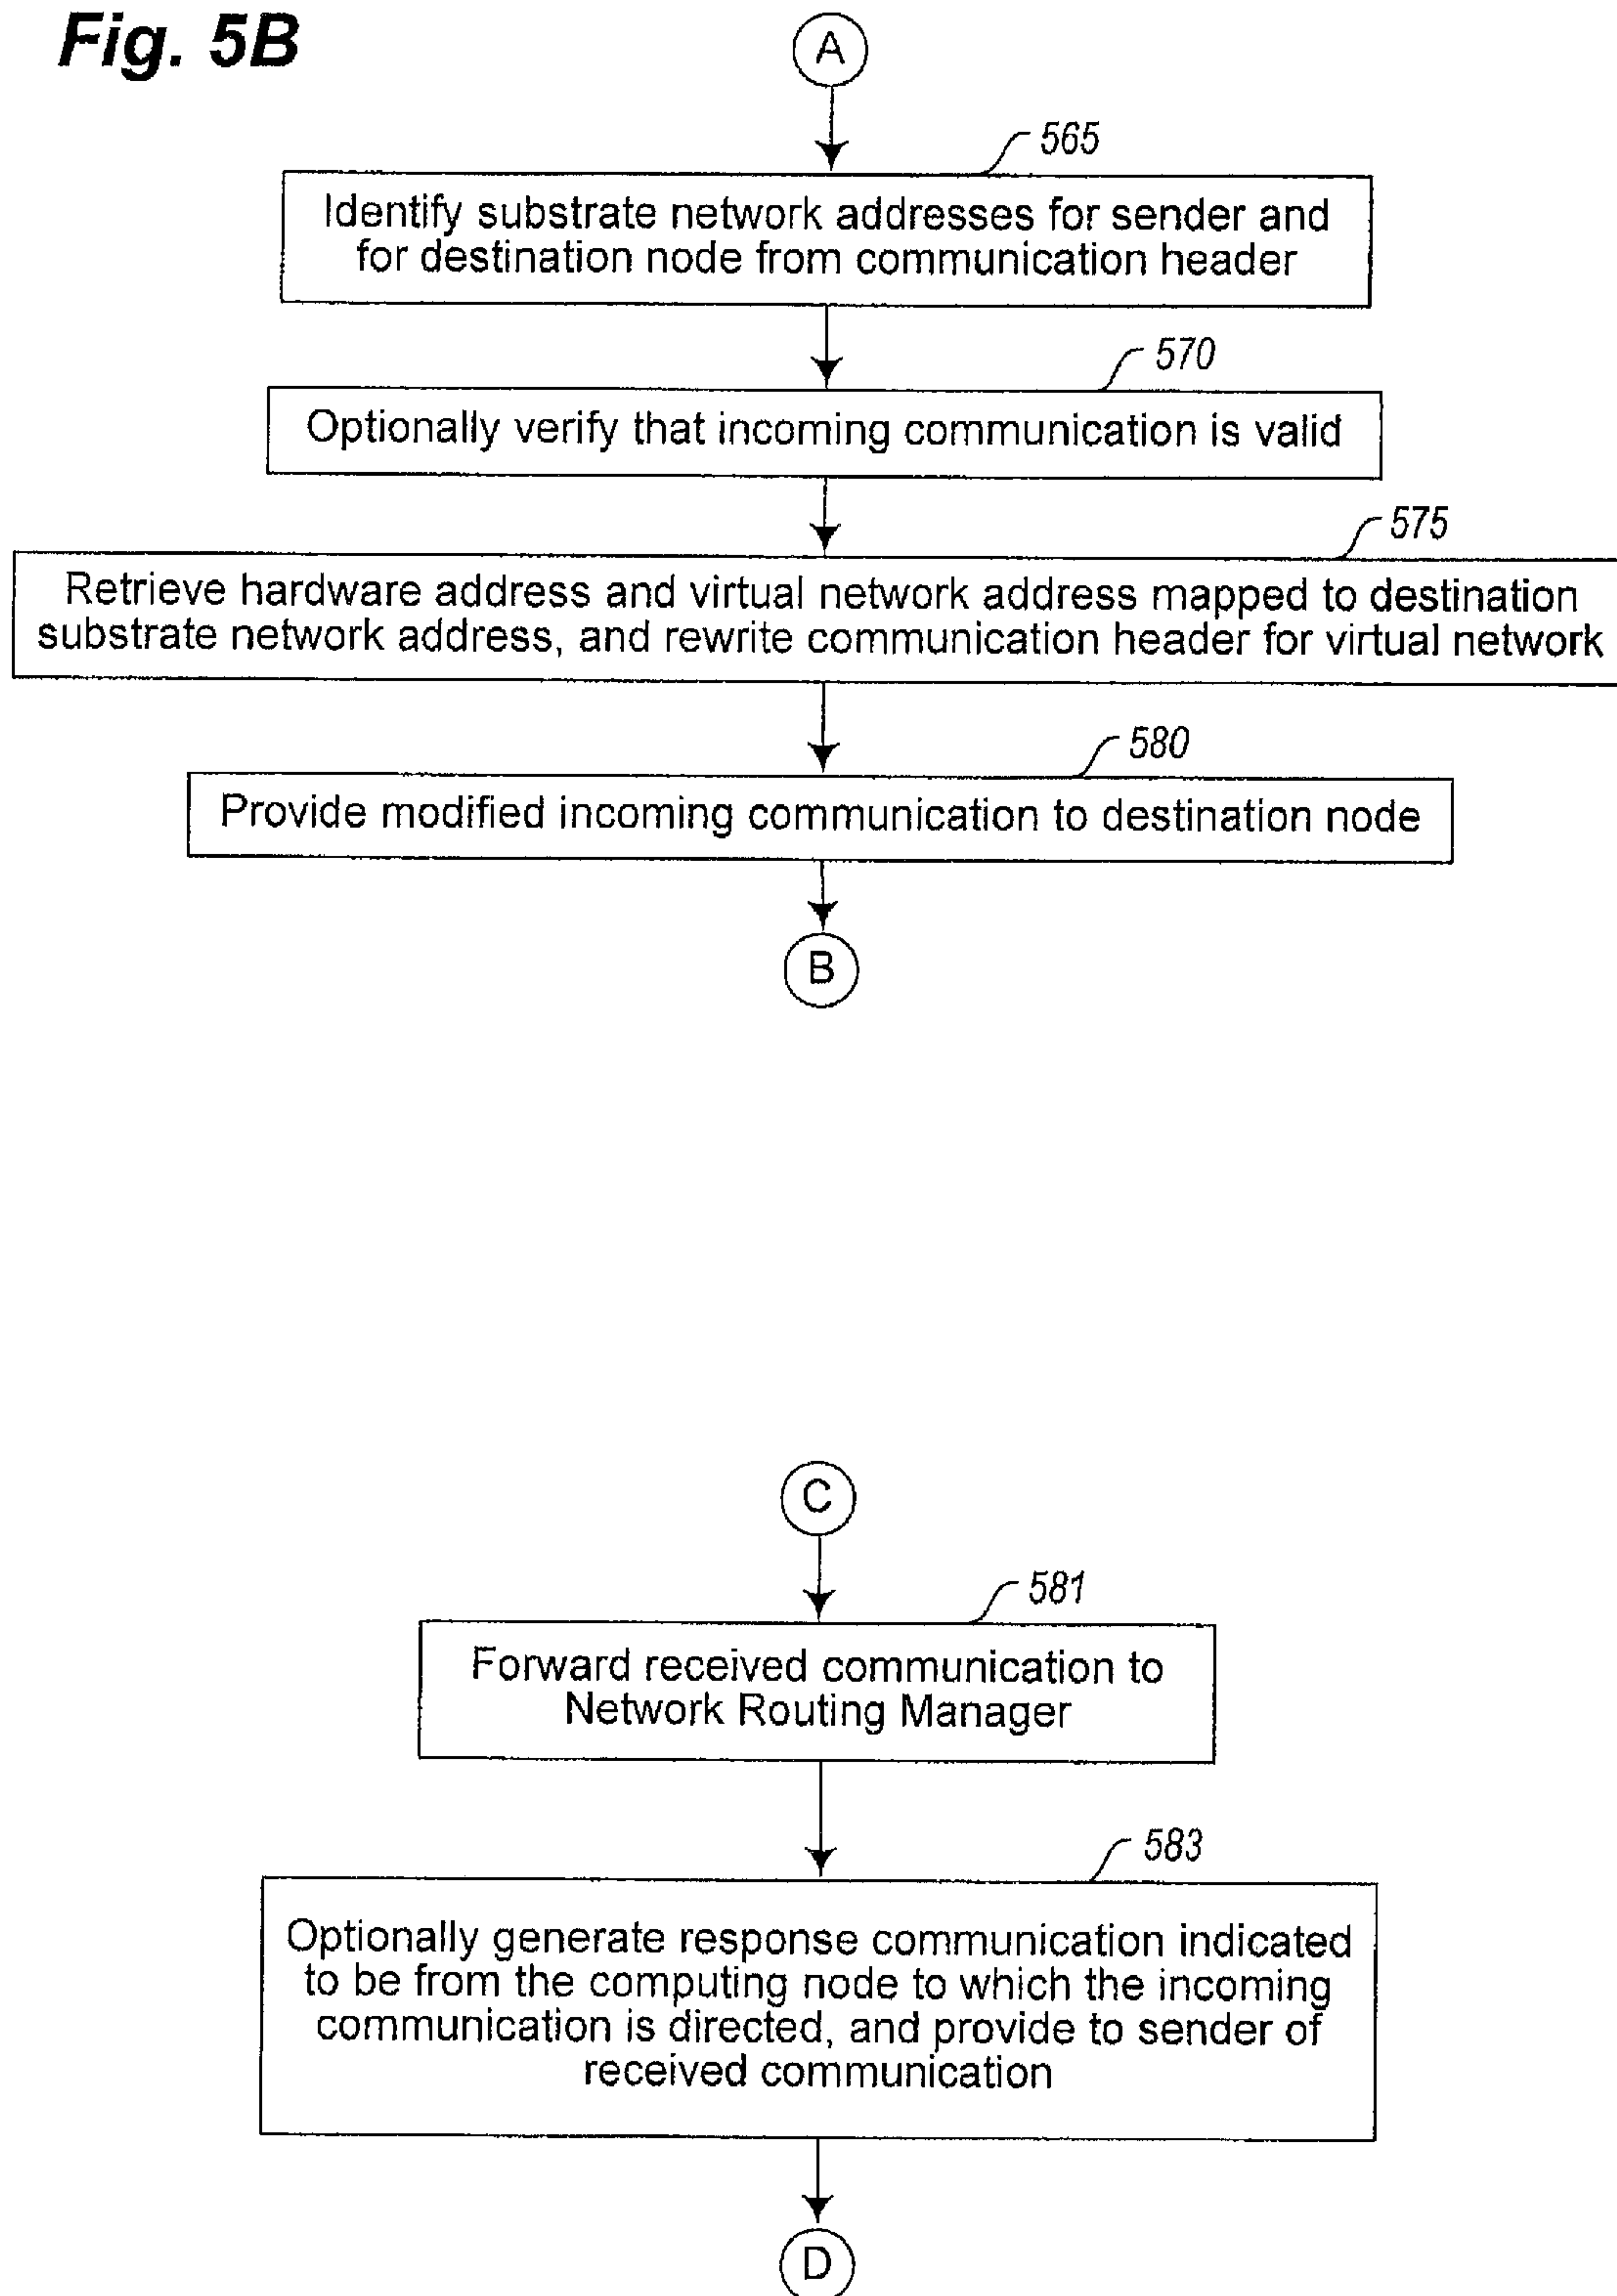 Fig. 5B
A
565
Identify substrate network addresses for sender and
for destination node from communication header
570
Optionally verify that incoming communication is valid
575
Retrieve hardware address and virtual network address mapped to destination
substrate network address, and rewrite communication header for virtual network
580
Provide modified incoming communication to destination node
B
C
581
Forward received communication to
Network Routing Manager
583
Optionally generate response communication indicated
to be from the computing node to which the incoming
communication is directed, and provide to sender of
received communication
D